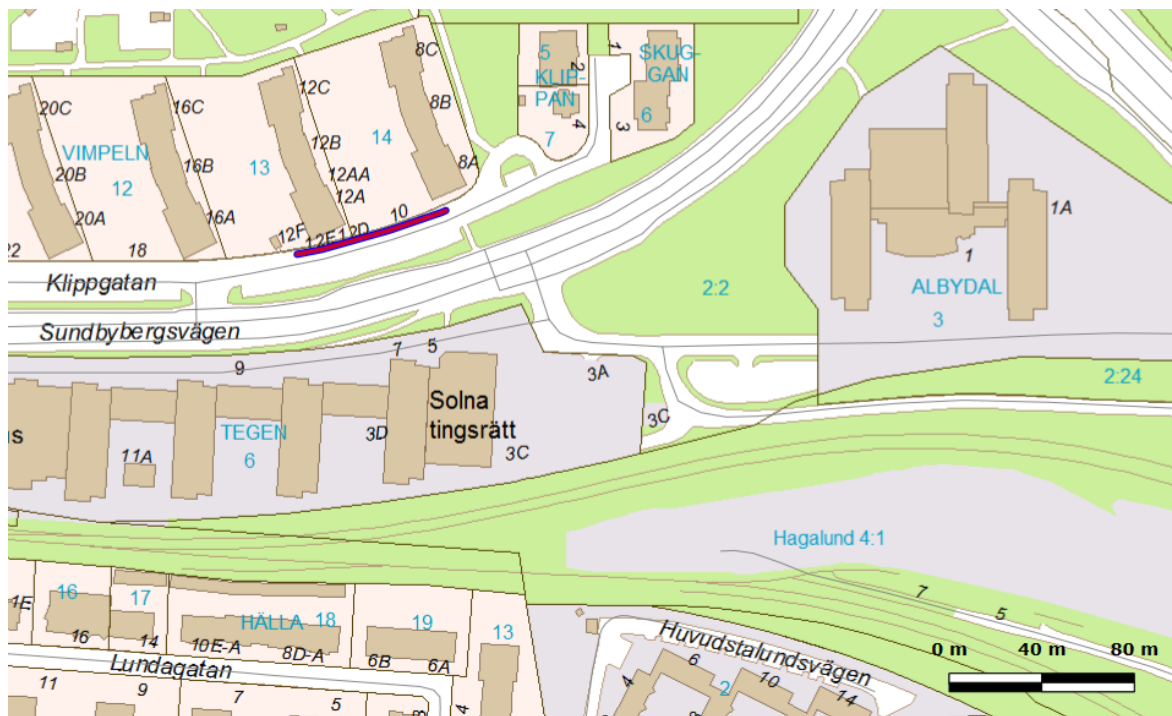 8C
5
2
KLIP-
PAN
4
7
1
SKUG-
GAN
6
3
20C
16C
12C
8B
14
VIMPELN
12
13
12B
20B
16B
12AA
12A
8A
20A
16A
10
12D
12E
12F
22
18
1A
1
ALBYDAL
3
2:2
Klippgatan
Sundbybergsvägen
9
7
5
3A
2:24
Solna
tingsrätt
3C
TEGEN
6
3D
3C
11A
us
Hagalund 4:1
1E
16
17
HÄLLA
18
19
13
16
14
10E-A
8D-A
6B
6A
Lundagatan
7
5
0 m
40 m
80 m
Huvudstalundsvägen
6
2
10
14
4
11
9
7
5
4
8